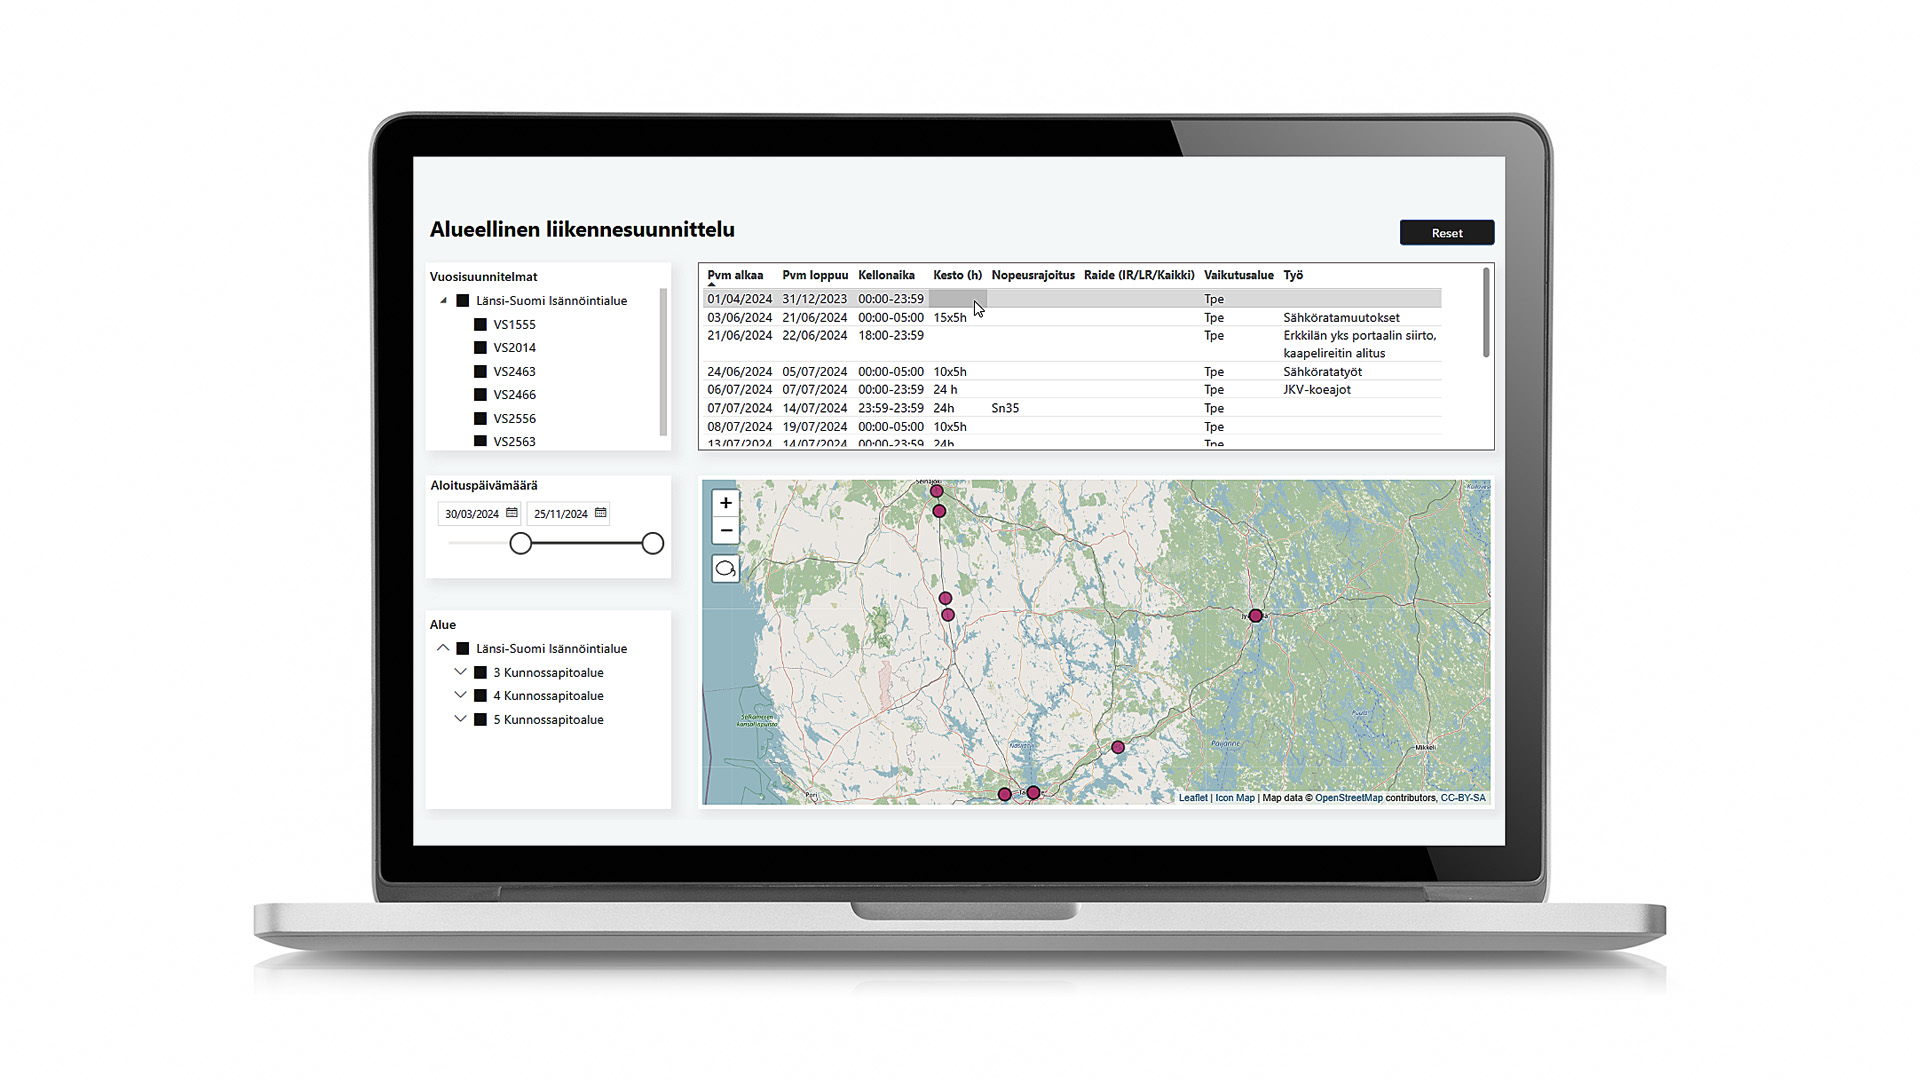 Alueellinen liikennesuunnittelu
Reset
Vuosisuunnitelmat
Länsi-Suomi Isännöintialue
VS1555
VS2014
VS2463
VS2466
VS2556
VS2563
Pvm alkaa Pvm loppuu Kellonaika Kesto (h) Nopeusrajoitus Raide (IR/LR/Kaikki) Vaikutusalue Työ
01/04/2024 31/12/2023 00:00-23:59 Tpe
03/06/2024 21/06/2024 00:00-05:00 15x5h Tpe Sähköratamuutokset
21/06/2024 22/06/2024 18:00-23:59 Tpe Erkkilän yks portaalin siirto,
kaapelireitin alitus
24/06/2024 05/07/2024 00:00-05:00 10x5h Tpe Sähköratatyöt
06/07/2024 07/07/2024 00:00-23:59 24 h Tpe JKV-koeajot
07/07/2024 14/07/2024 23:59-23:59 24h Sn35 Tpe
08/07/2024 19/07/2024 00:00-05:00 10x5h Tpe
13/07/2024 14/07/2024 00:00-23:59 24h Tpe
Aloituspäivämäärä
30/03/2024 25/11/2024
Alue
Länsi-Suomi Isännöintialue
3 Kunnossapitoalue
4 Kunnossapitoalue
5 Kunnossapitoalue
+
−
Seinäjoki
Selkämeren
kansallispuisto
Päijänne
Mikkeli
Pori
Leaflet | Icon Map | Map data © OpenStreetMap contributors, CC-BY-SA